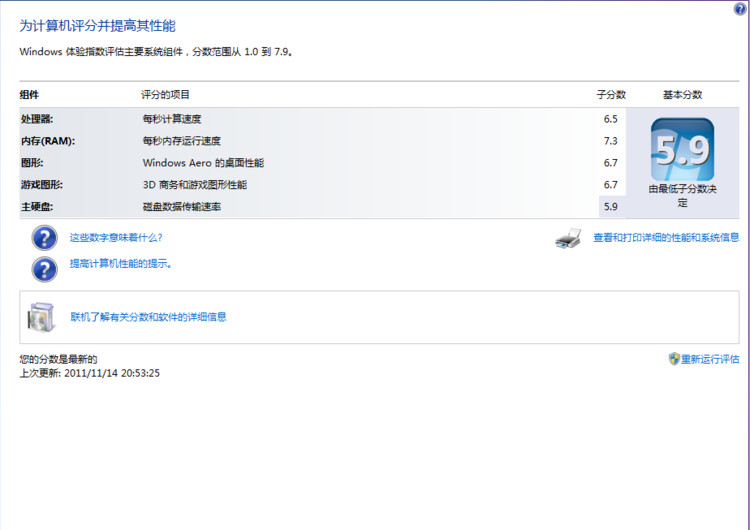 为计算机评分并提高其性能
Windows 体验指数评估主要系统组件，分数范围从 1.0 到 7.9。
组件 评分的项目 子分数 基本分数
处理器: 每秒计算速度 6.5
内存(RAM): 每秒内存运行速度 7.3
图形: Windows Aero 的桌面性能 6.7
游戏图形: 3D 商务和游戏图形性能 6.7
主硬盘: 磁盘数据传输速率 5.9
5.9
由最低子分数决
定
这些数字意味着什么?
查看和打印详细的性能和系统信息
提高计算机性能的提示。
联机了解有关分数和软件的详细信息
您的分数是最新的
上次更新: 2011/11/14 20:53:25
重新运行评估